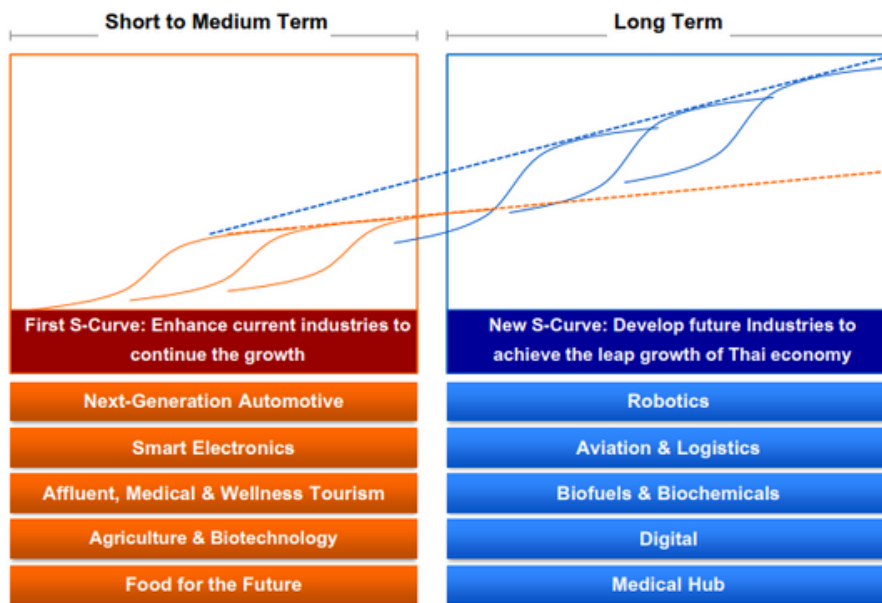 Short to Medium Term
Long Term
First S-Curve: Enhance current industries to
continue the growth
New S-Curve: Develop future Industries to
achieve the leap growth of Thai economy
Next-Generation Automotive
Robotics
Smart Electronics
Aviation & Logistics
Affluent, Medical & Wellness Tourism
Biofuels & Biochemicals
Agriculture & Biotechnology
Digital
Food for the Future
Medical Hub